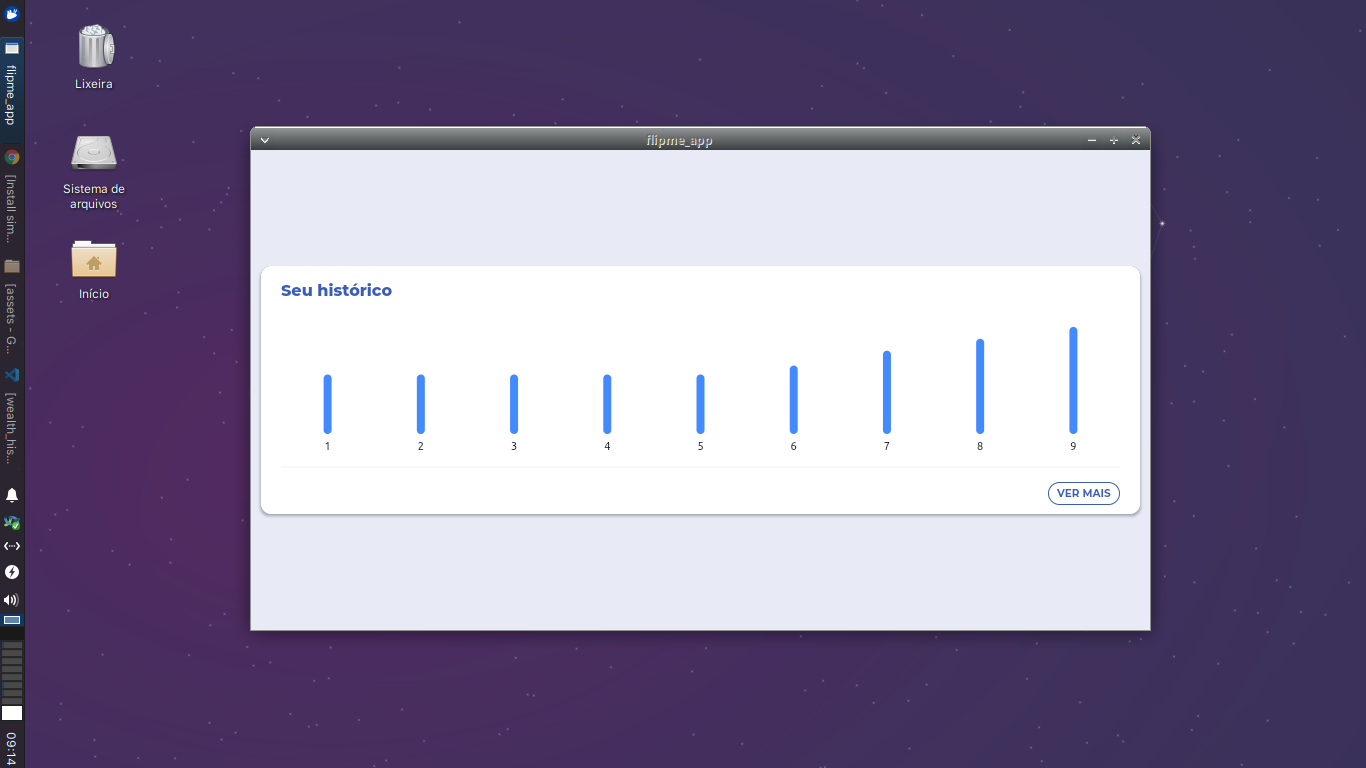 flipme_app
[Install sim...
[assets - G...
[wealth_his...
09:14
Lixeira
Sistema de
arquivos
Início
flipme_app
Seu histórico
1 2 3 4 5 6 7 8 9
VER MAIS